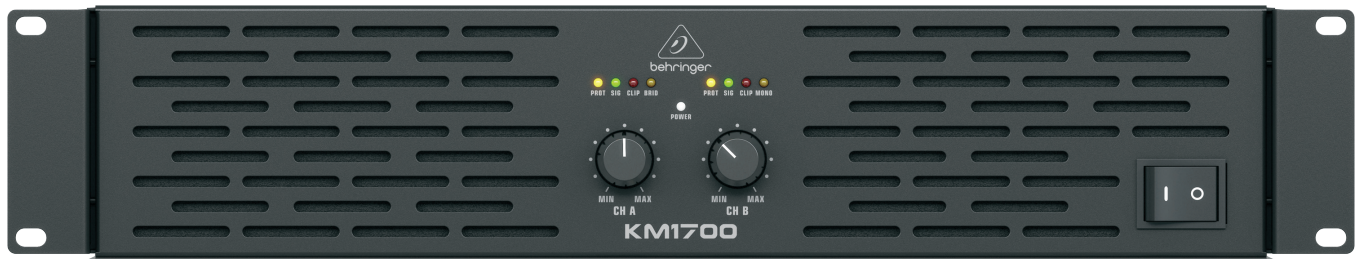 behringer
PROT SIG CLIP BRID
PROT SIG CLIP MONO
POWER
MIN MAX
CH A
MIN MAX
CH B
KM1700
I O